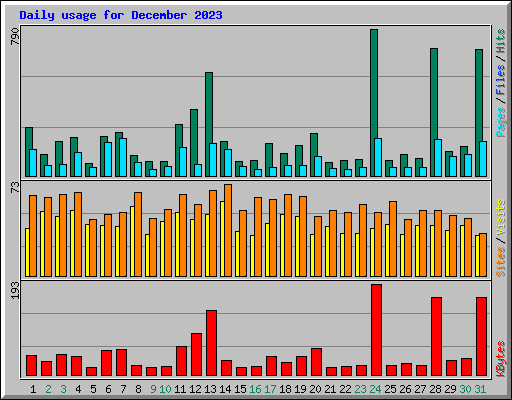 Daily usage for December 2023
790
Pages / Files / Hits
73
Sites / Visits
193
KBytes
1 2 3 4 5 6 7 8 9 10 11 12 13 14 15 16 17 18 19 20 21 22 23 24 25 26 27 28 29 30 31